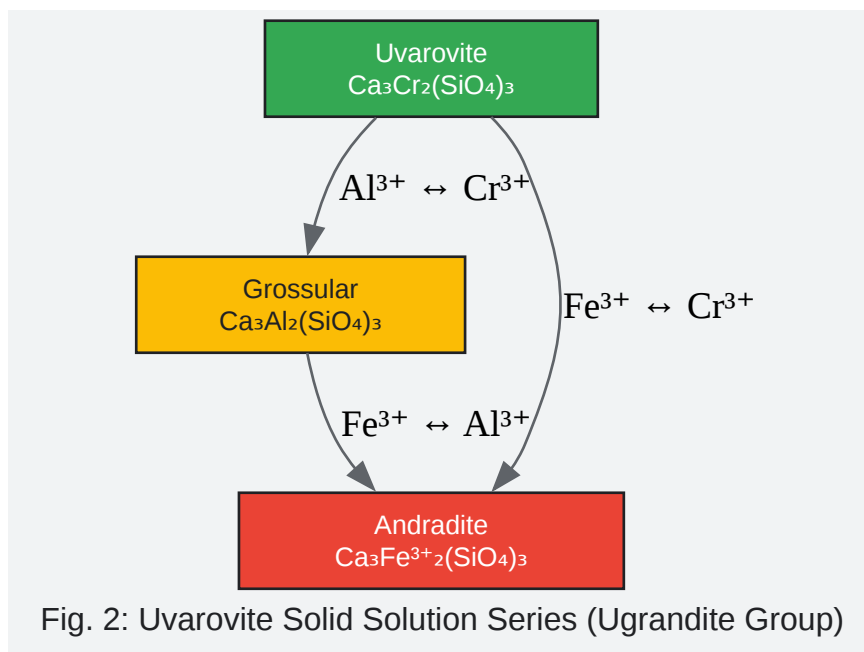 Uvarovite
Ca₃Cr₂(SiO₄)₃
Al³⁺ ↔ Cr³⁺
Grossular
Ca₃Al₂(SiO₄)₃
Fe³⁺ ↔ Cr³⁺
Fe³⁺ ↔ Al³⁺
Andradite
Ca₃Fe³⁺₂(SiO₄)₃
Fig. 2: Uvarovite Solid Solution Series (Ugrandite Group)